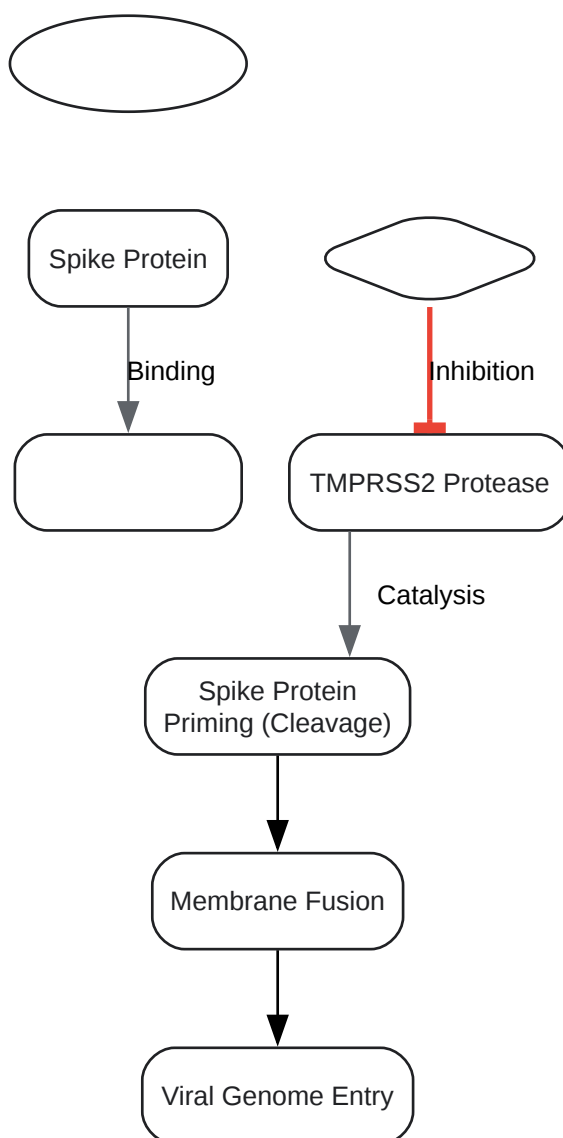 Spike Protein
Binding
Inhibition
TMPRSS2 Protease
Catalysis
Spike Protein
Priming (Cleavage)
Membrane Fusion
Viral Genome Entry